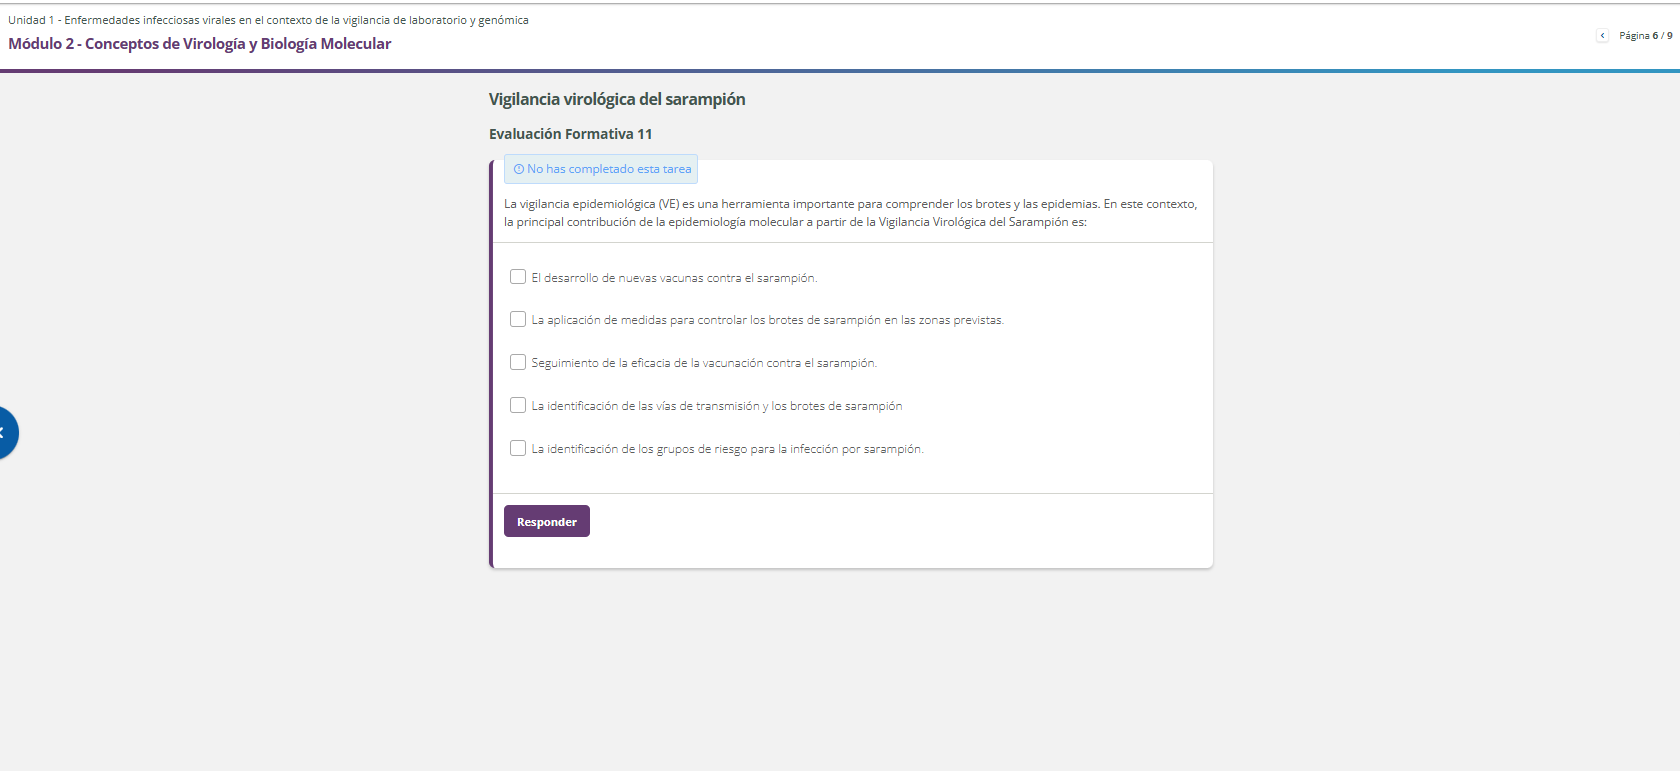 Unidad 1 - Enfermedades infecciosas virales en el contexto de la vigilancia de laboratorio y genómica
Módulo 2 - Conceptos de Virología y Biología Molecular
Página 6 / 9
Vigilancia virológica del sarampión
Evaluación Formativa 11
No has completado esta tarea
La vigilancia epidemiológica (VE) es una herramienta importante para comprender los brotes y las epidemias. En este contexto,
la principal contribución de la epidemiología molecular a partir de la Vigilancia Virológica del Sarampión es:
El desarrollo de nuevas vacunas contra el sarampión.
La aplicación de medidas para controlar los brotes de sarampión en las zonas previstas.
Seguimiento de la eficacia de la vacunación contra el sarampión.
La identificación de las vías de transmisión y los brotes de sarampión
La identificación de los grupos de riesgo para la infección por sarampión.
Responder